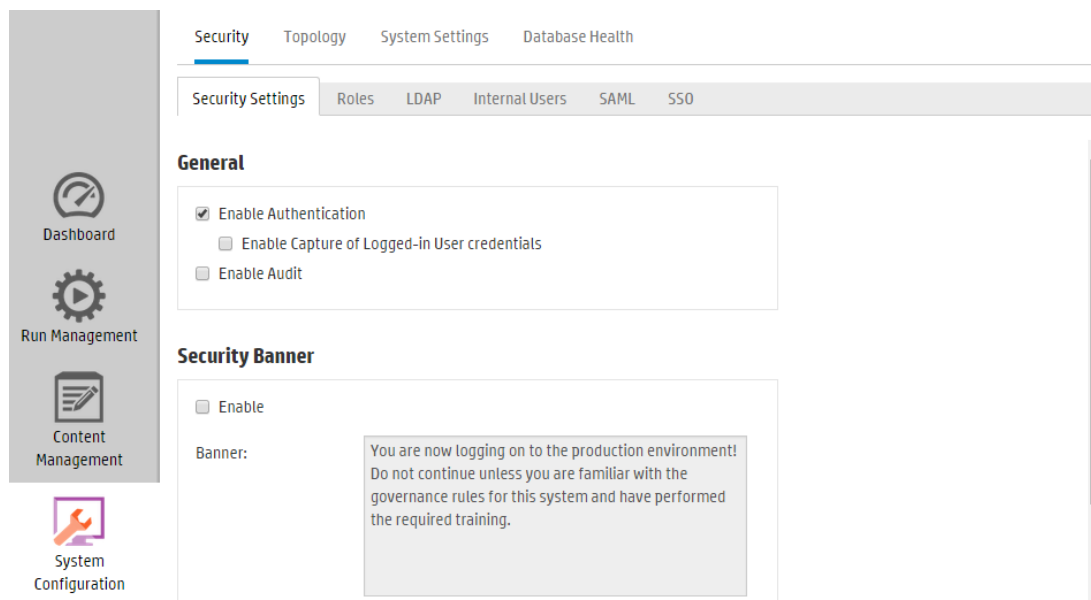 Security Topology System Settings Database Health
Security Settings Roles LDAP Internal Users SAML SSO
General
Enable Authentication
Enable Capture of Logged-in User credentials
Enable Audit
Security Banner
Enable
Banner:
You are now logging on to the production environment!
Do not continue unless you are familiar with the
governance rules for this system and have performed
the required training.
Dashboard
Run Management
Content
Management
System
Configuration